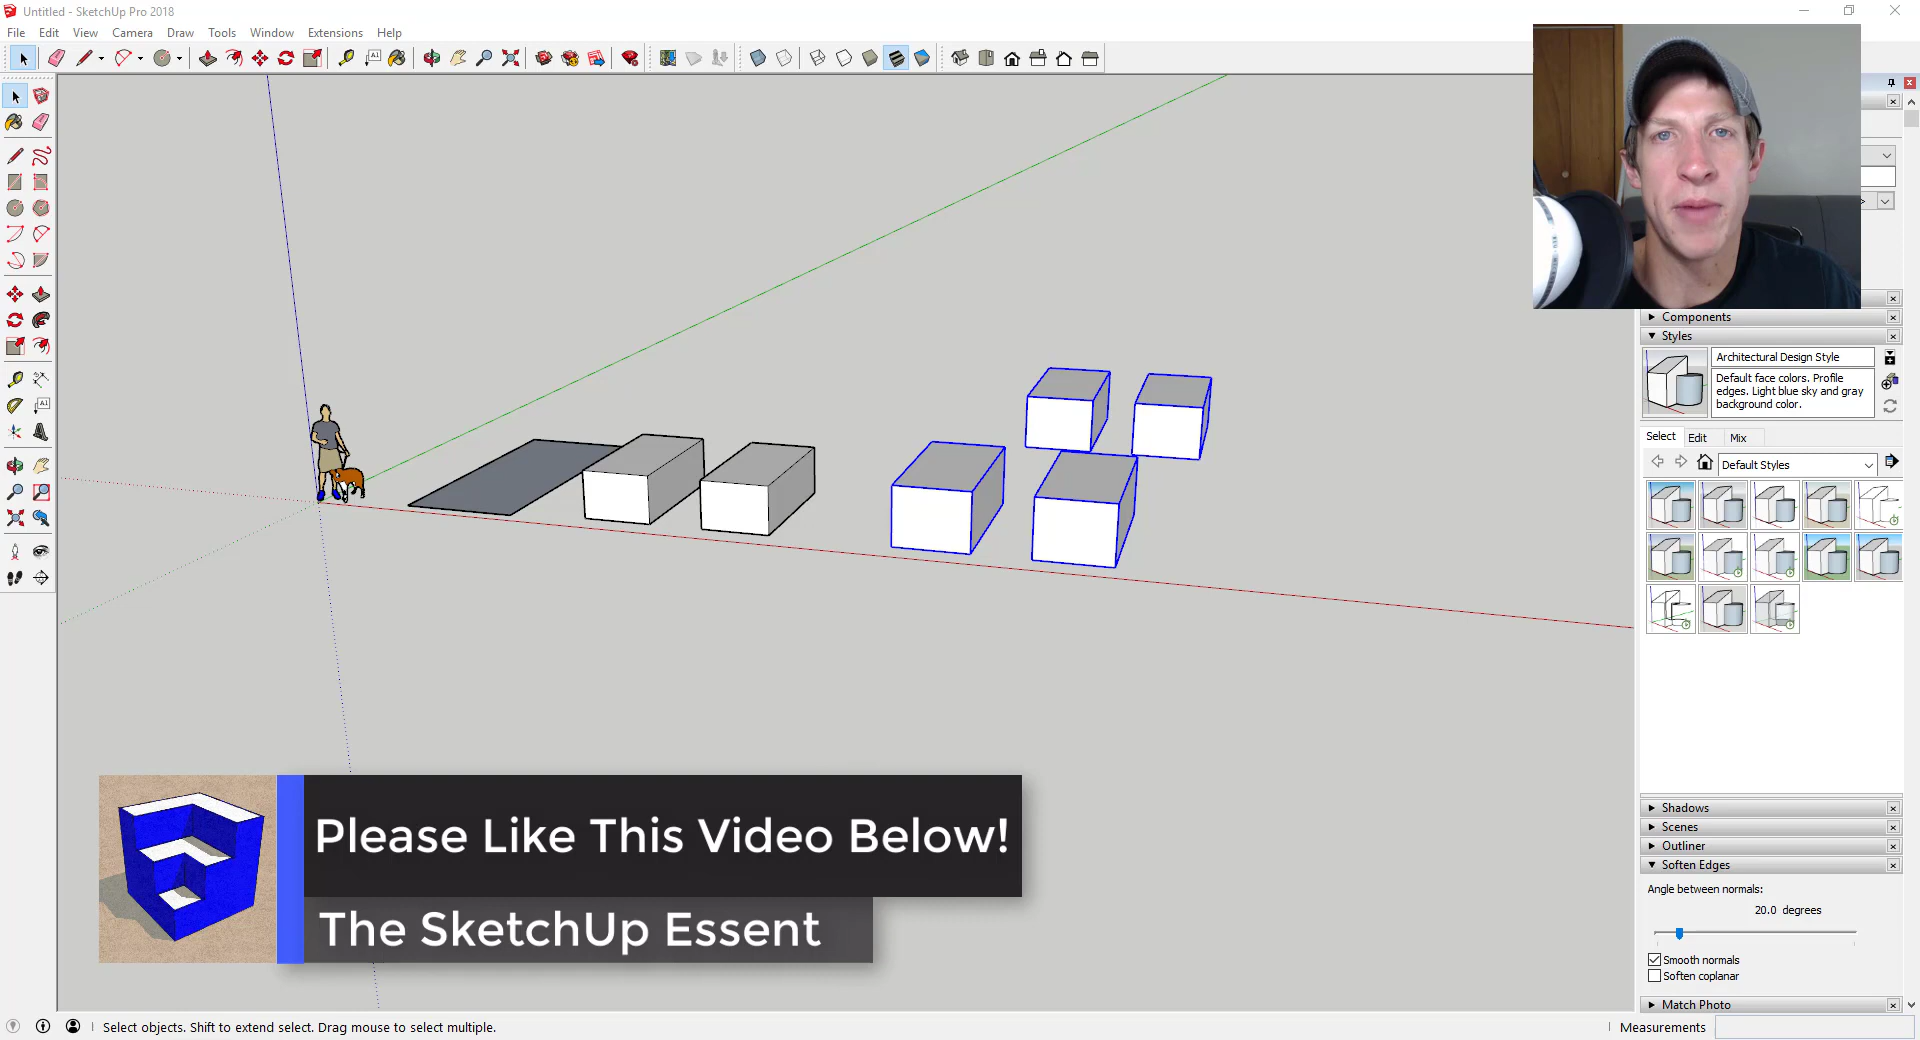 Untitled - SketchUp Pro 2018
File Edit View Camera Draw Tools Window Extensions Help
Components
Styles
Architectural Design Style
Default face colors. Profile
edges. Light blue sky and gray
background color.
Select Edit Mix
Default Styles
Please Like This Video Below!
The SketchUp Essent
Shadows
Scenes
Outliner
Soften Edges
Angle between normals:
20.0 degrees
Smooth normals
Soften coplanar
Match Photo
Select objects. Shift to extend select. Drag mouse to select multiple.
Measurements